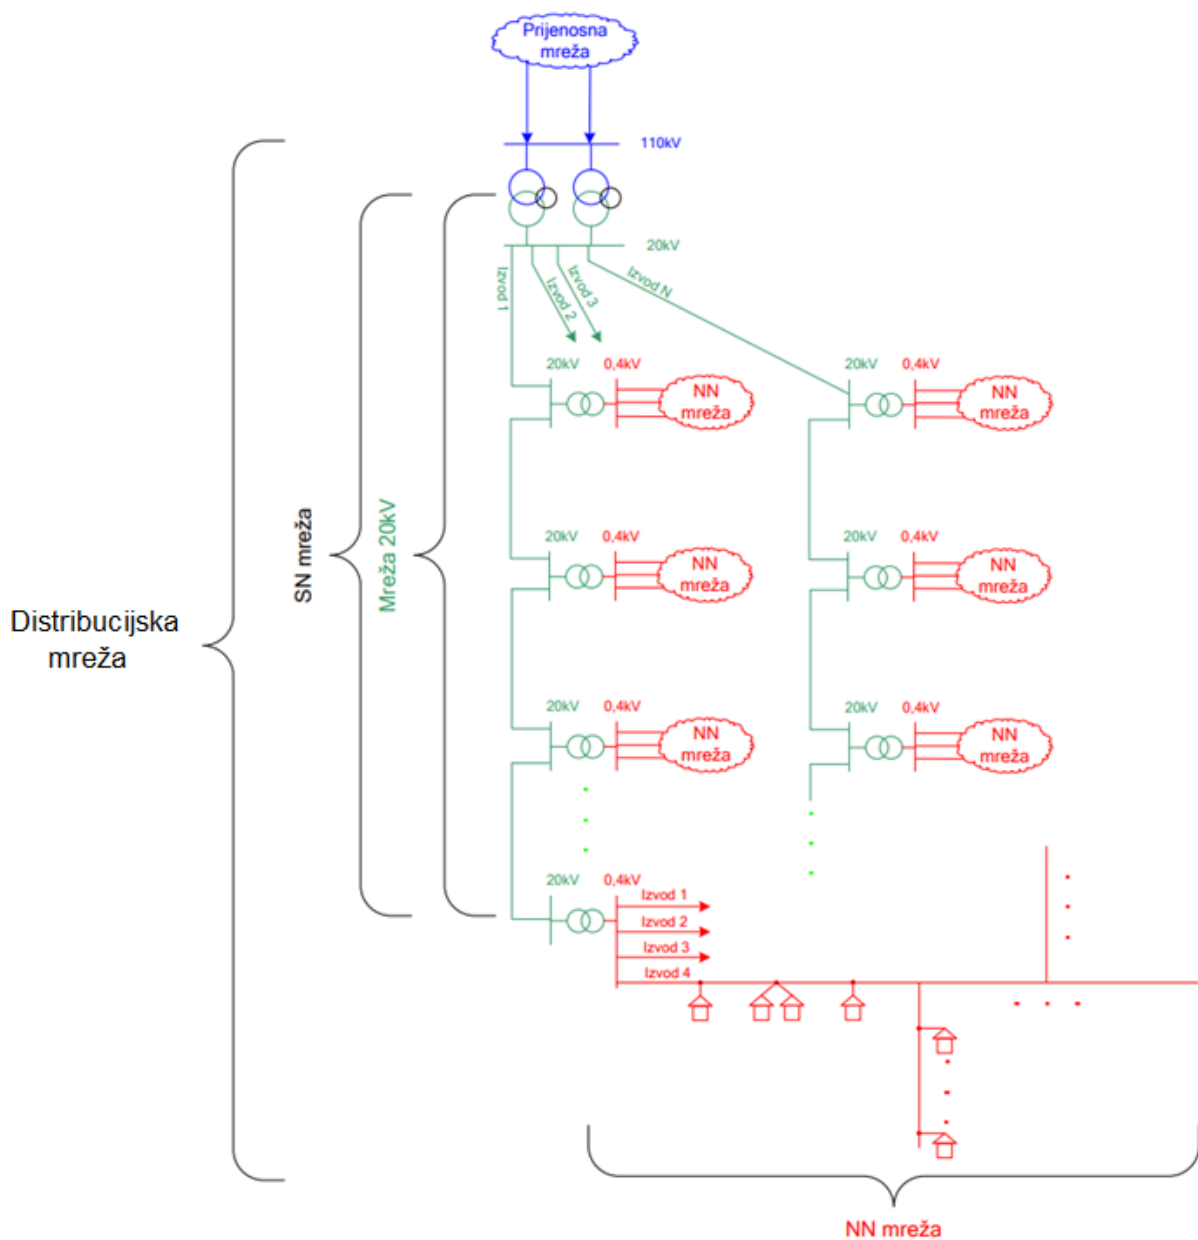 Prijenosna
mreža
110kV
20kV
Izvod 1
Izvod 2
Izvod 3
Izvod N
20kV
0,4kV
NN
mreža
20kV
0,4kV
NN
mreža
SN mreža
Mreža 20kV
20kV
0,4kV
NN
mreža
20kV
0,4kV
NN
mreža
Distribucijska
mreža
20kV
0,4kV
NN
mreža
20kV
0,4kV
NN
mreža
20kV
0,4kV
Izvod 1
Izvod 2
Izvod 3
Izvod 4
NN mreža